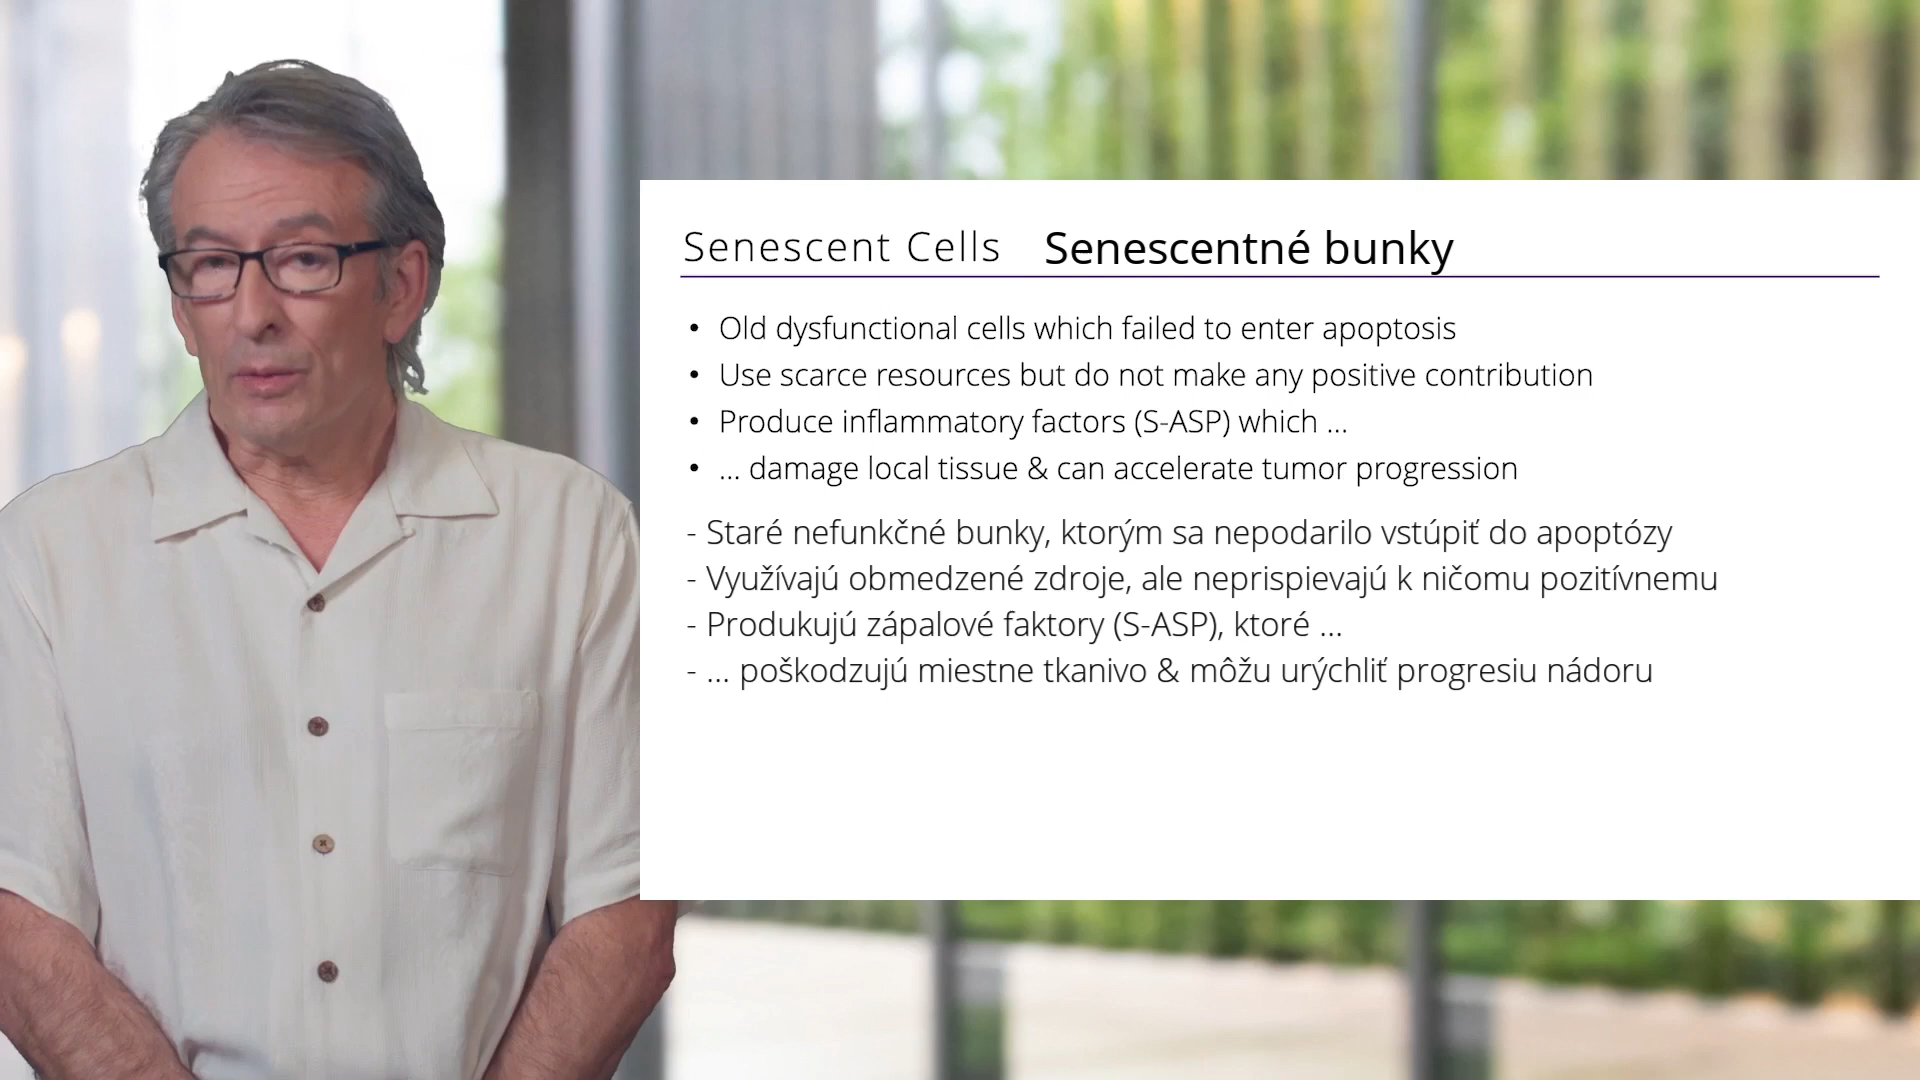 Senescent Cells Senescentné bunky
• Old dysfunctional cells which failed to enter apoptosis
• Use scarce resources but do not make any positive contribution
• Produce inflammatory factors (S-ASP) which ...
• ... damage local tissue & can accelerate tumor progression
- Staré nefunkčné bunky, ktorým sa nepodarilo vstúpiť do apoptózy
- Využívajú obmedzené zdroje, ale neprispievajú k ničomu pozitívnemu
- Produkujú zápalové faktory (S-ASP), ktoré ...
- ... poškodzujú miestne tkanivo & môžu urýchliť progresiu nádoru